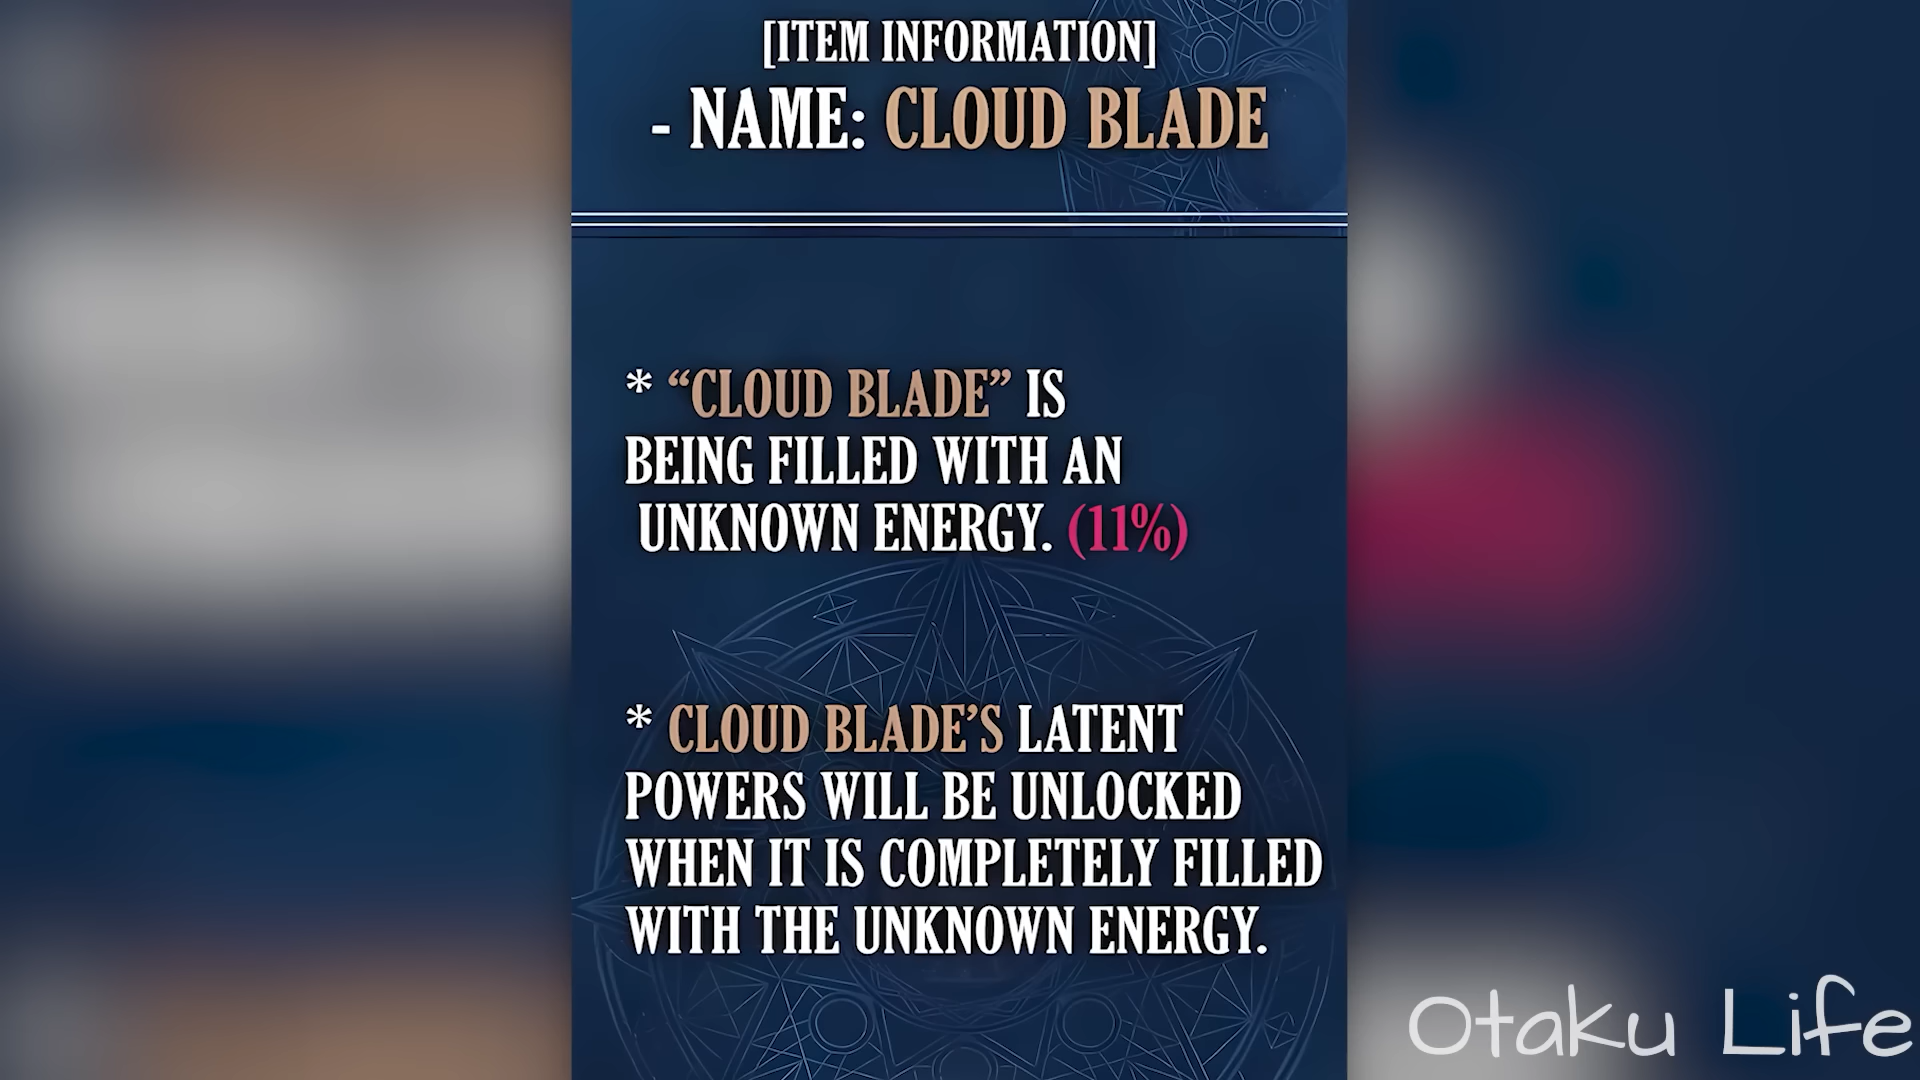 [ITEM INFORMATION]
- NAME: CLOUD BLADE
* “CLOUD BLADE” IS
BEING FILLED WITH AN
UNKNOWN ENERGY. (11%)
* CLOUD BLADE’S LATENT
POWERS WILL BE UNLOCKED
WHEN IT IS COMPLETELY FILLED
WITH THE UNKNOWN ENERGY.
Otaku Life